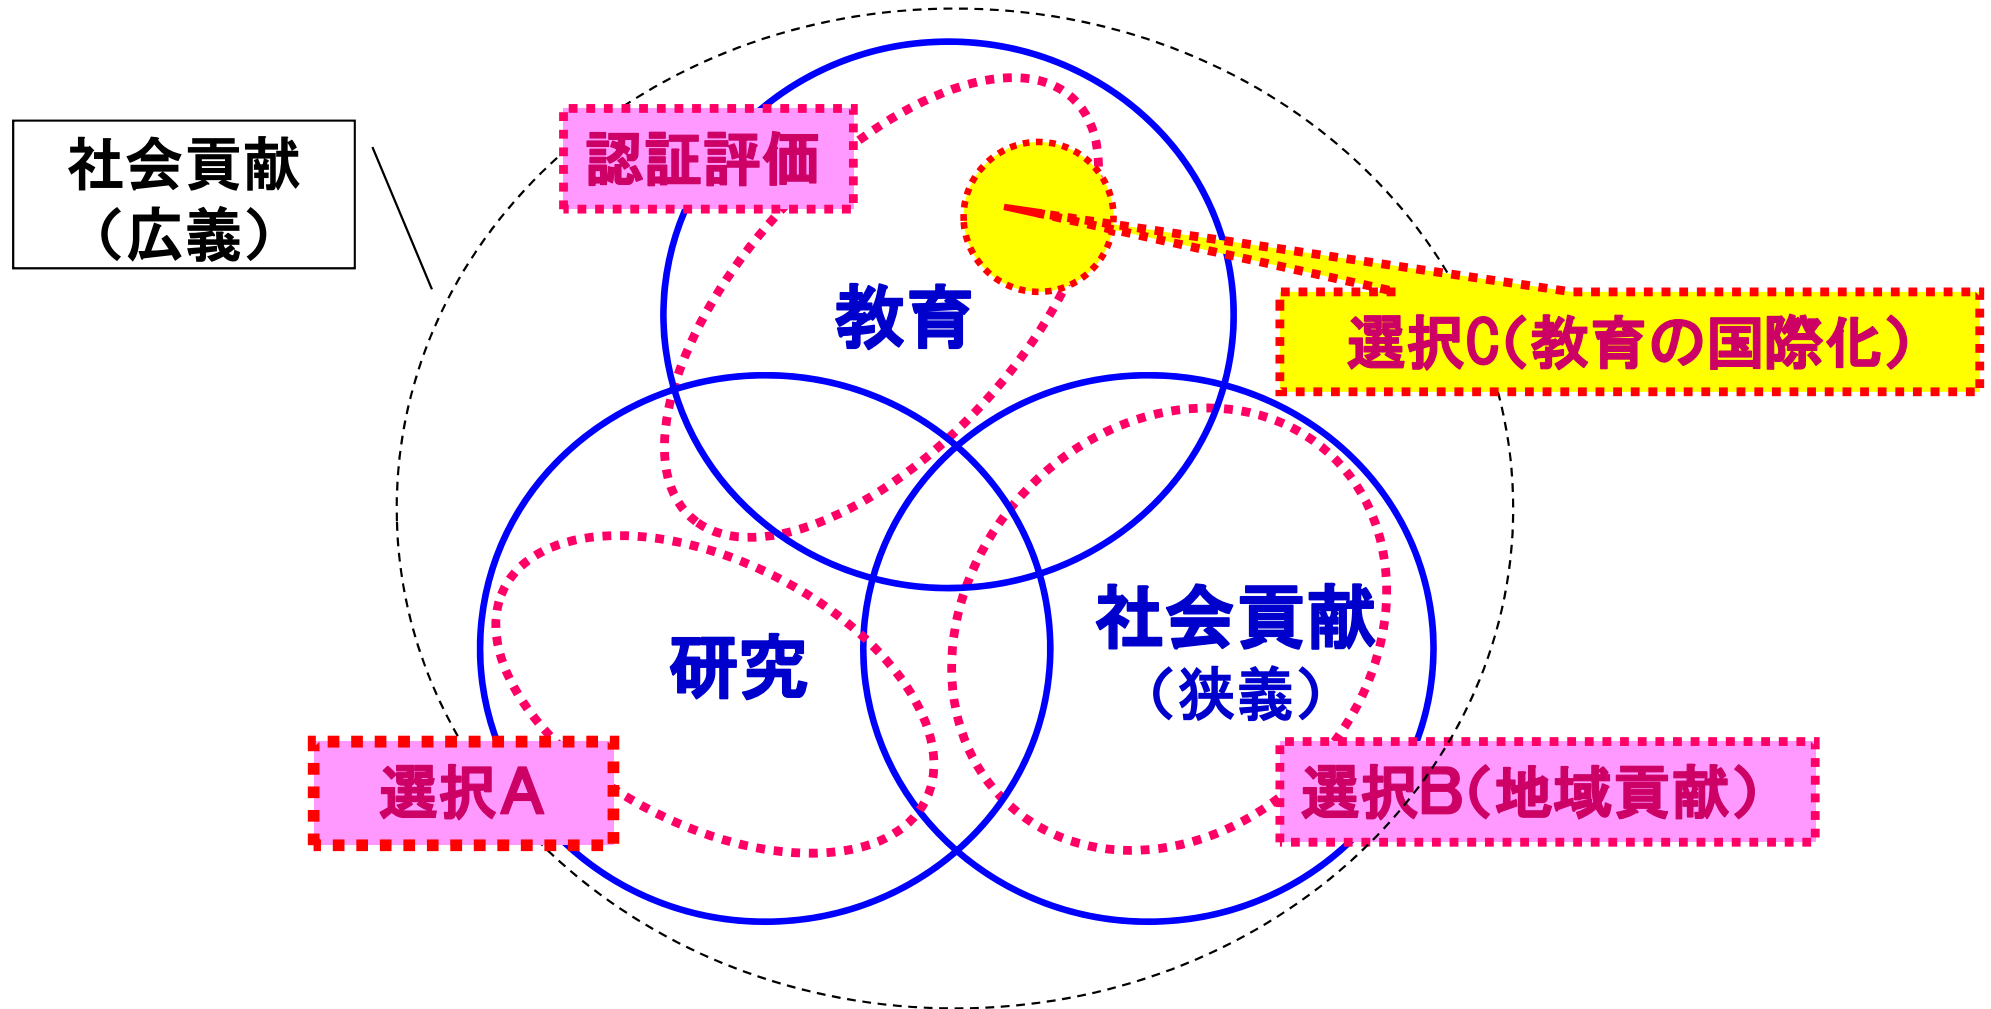 社会貢献
（広義）
認証評価
教育
選択C（教育の国際化）
研究
社会貢献
（狭義）
選択A
選択B（地域貢献）